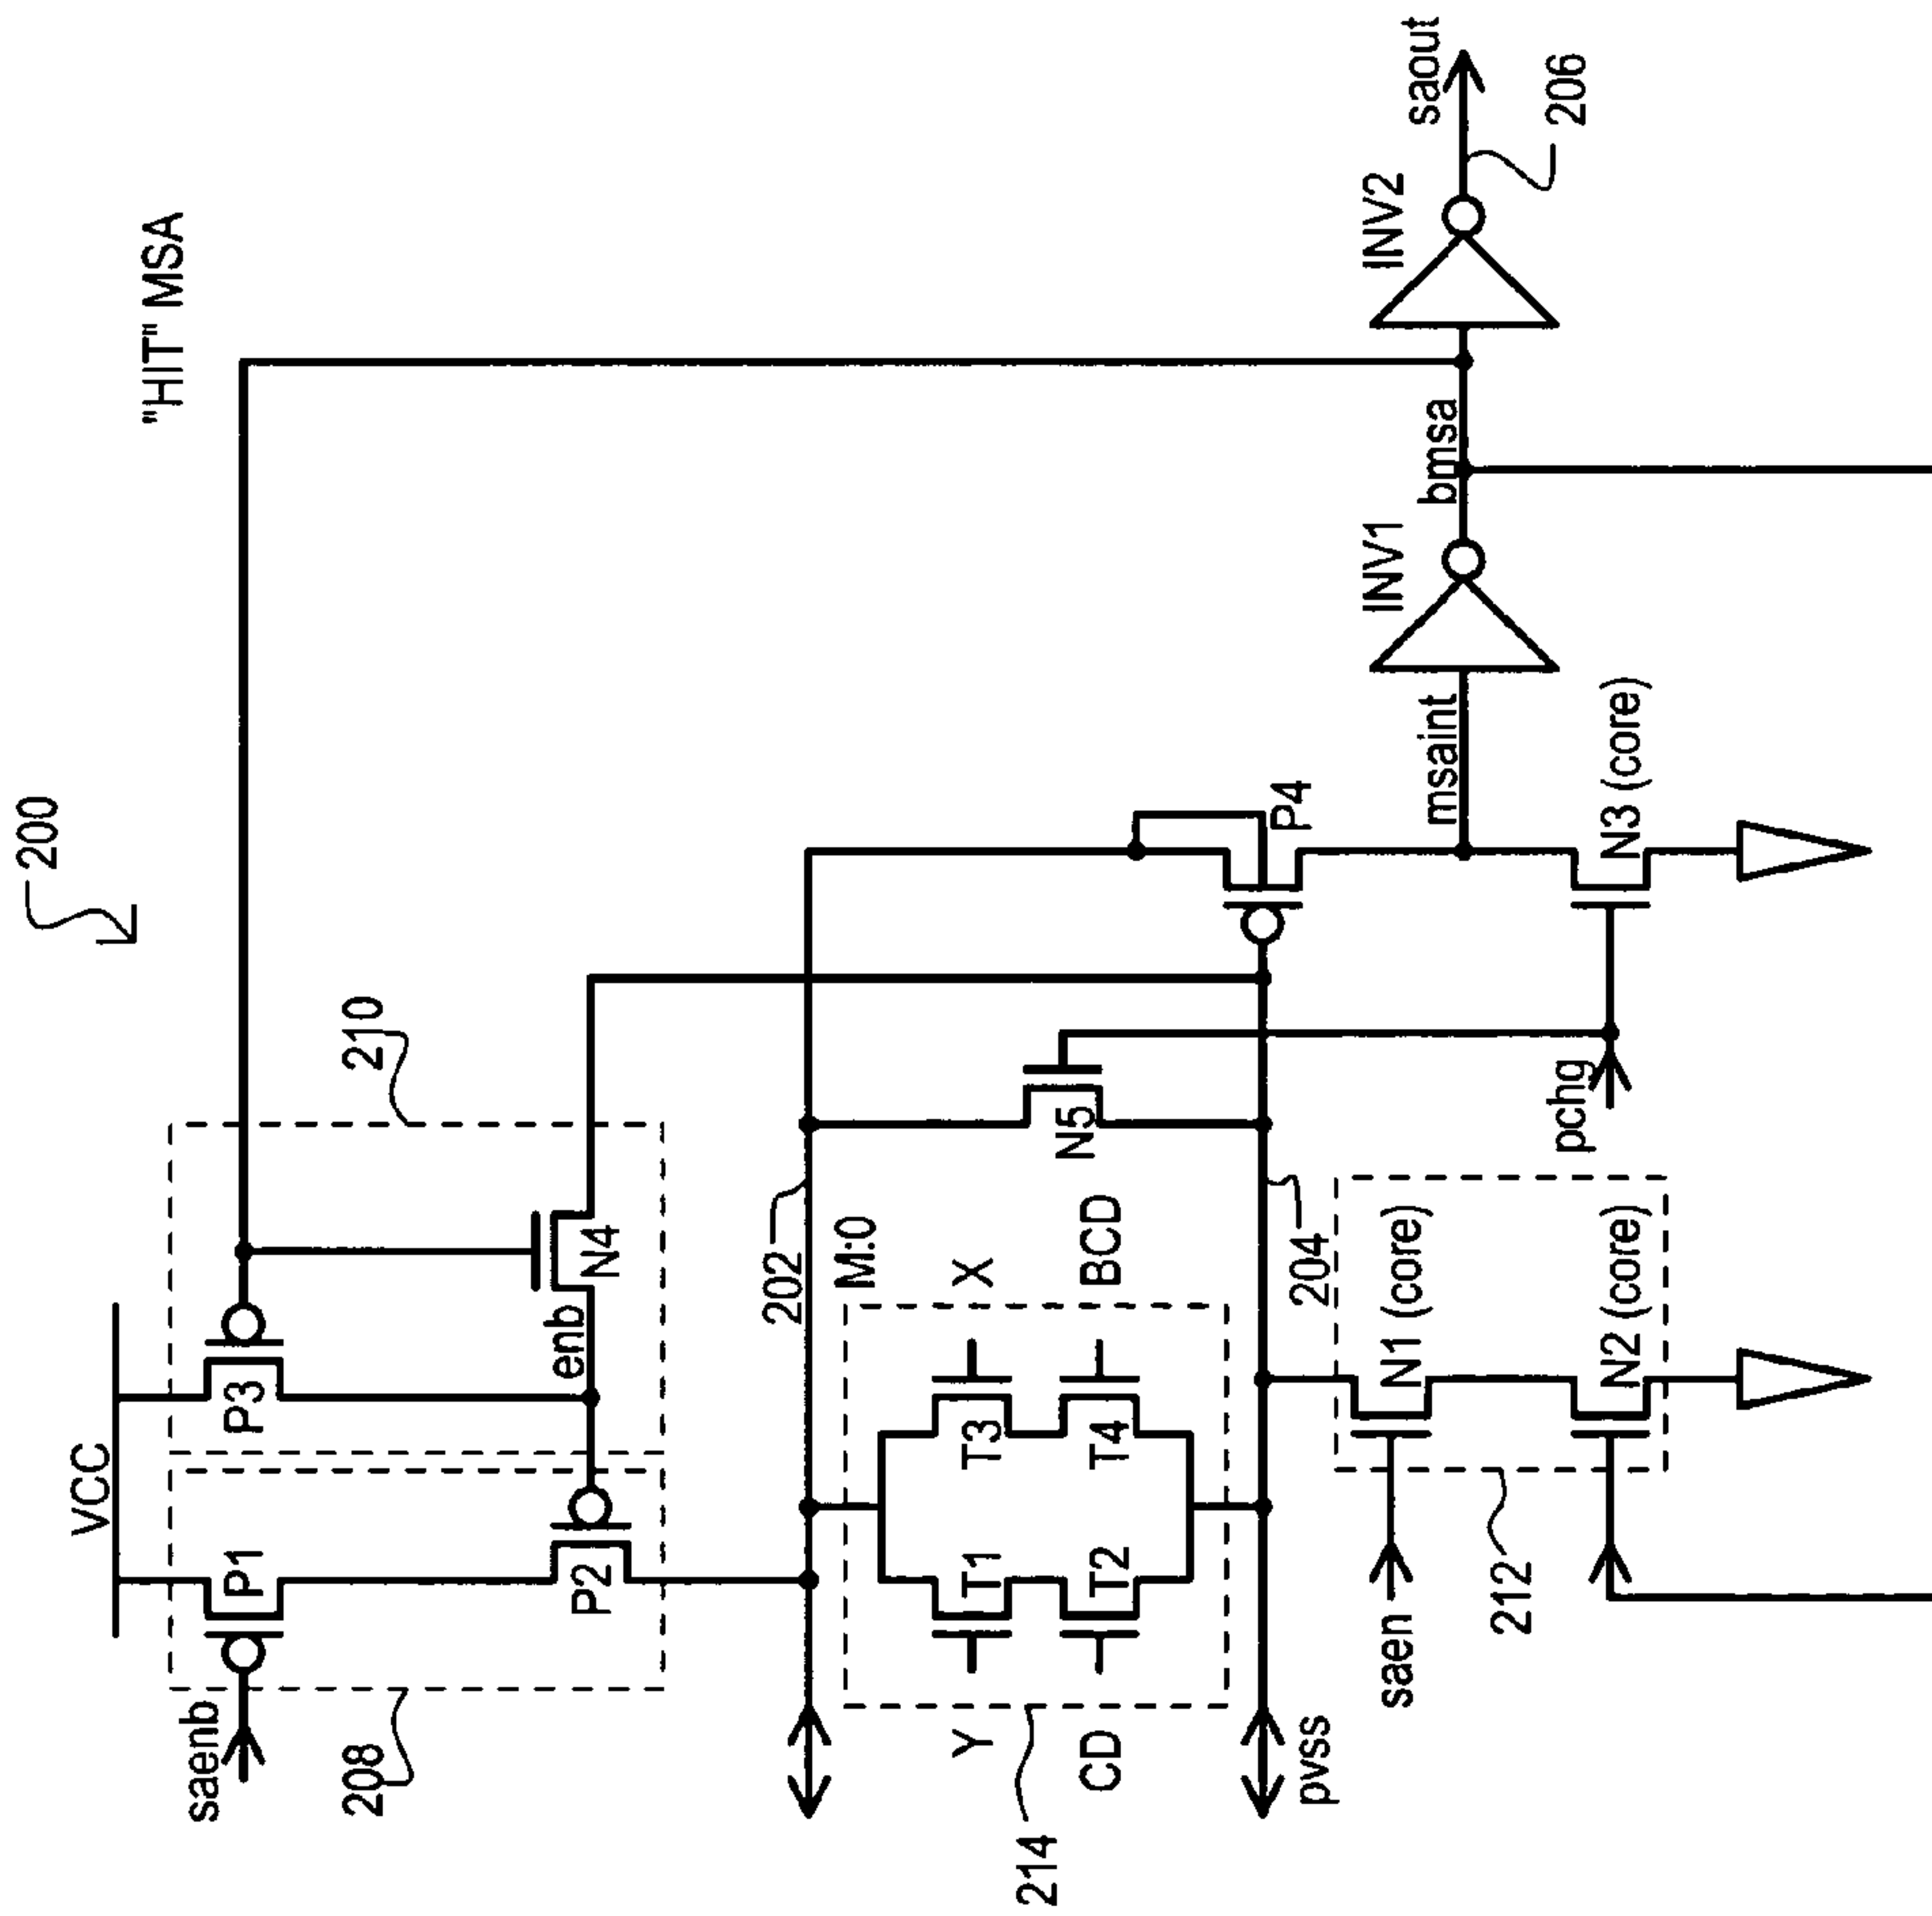 200
"HIT" MSA
VCC
saenb
P1
P3
208
210
P2
enb
N4
202
M:0
214
Y
X
CD
BCD
T1
T3
T2
T4
N5
204
pvss
P4
saen
N1 (core)
212
N2 (core)
pchg
N3 (core)
msaint
INV1
bmsa
INV2
saout
206